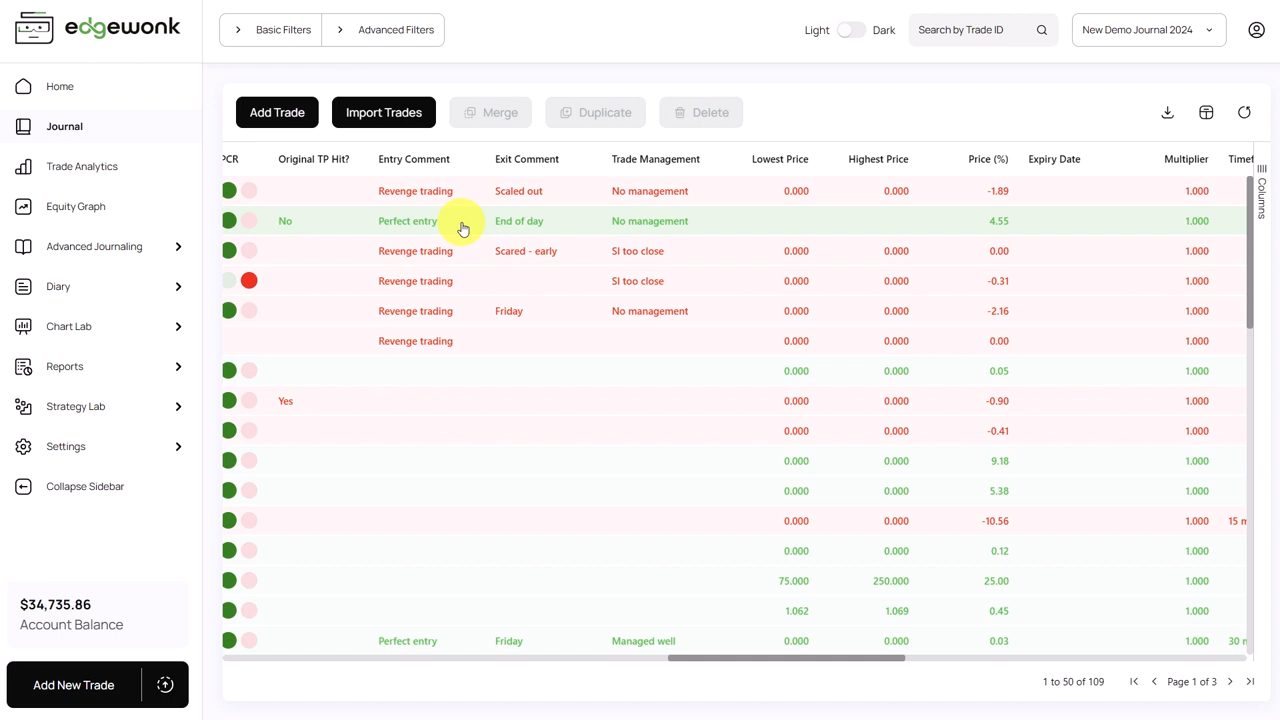 edgewonk
Basic Filters
Advanced Filters
Light
Dark
Search by Trade ID
New Demo Journal 2024
Home
Journal
Trade Analytics
Equity Graph
Advanced Journaling
Diary
Chart Lab
Reports
Strategy Lab
Settings
Collapse Sidebar
$34,735.86
Account Balance
Add New Trade
Add Trade
Import Trades
Merge
Duplicate
Delete
PCR Original TP Hit? Entry Comment Exit Comment Trade Management Lowest Price Highest Price Price (%) Expiry Date Multiplier Timef
Revenge trading Scaled out No management 0.000 0.000 -1.89 1.000
No Perfect entry End of day No management 4.55 1.000
Revenge trading Scared - early Sl too close 0.000 0.000 0.00 1.000
Revenge trading Sl too close 0.000 0.000 -0.31 1.000
Revenge trading Friday No management 0.000 0.000 -2.16 1.000
Revenge trading 0.000 0.000 0.00 1.000
0.000 0.000 0.05 1.000
Yes 0.000 0.000 -0.90 1.000
0.000 0.000 -0.41 1.000
0.000 0.000 9.18 1.000
0.000 0.000 5.38 1.000
0.000 0.000 -10.56 1.000 15 m
0.000 0.000 0.12 1.000
75.000 250.000 25.00 1.000
1.062 1.069 0.45 1.000
Perfect entry Friday Managed well 0.000 0.000 0.03 1.000 30 m
Columns
1 to 50 of 109
Page 1 of 3